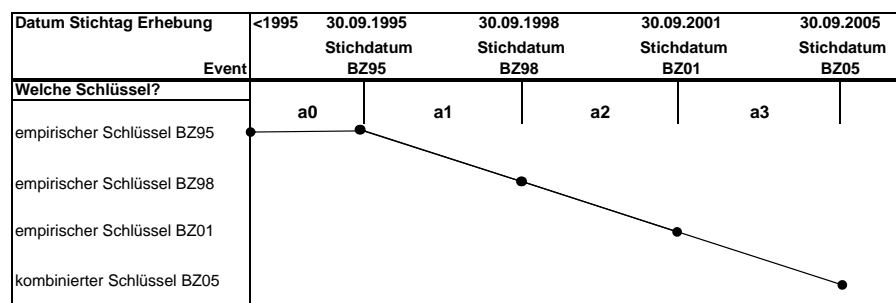 Datum Stichtag Erhebung <1995 30.09.1995 30.09.1998 30.09.2001 30.09.2005
Stichdatum Stichdatum Stichdatum Stichdatum
Event BZ95 BZ98 BZ01 BZ05
Welche Schlüssel?
a0 a1 a2 a3
empirischer Schlüssel BZ95
empirischer Schlüssel BZ98
empirischer Schlüssel BZ01
kombinierter Schlüssel BZ05